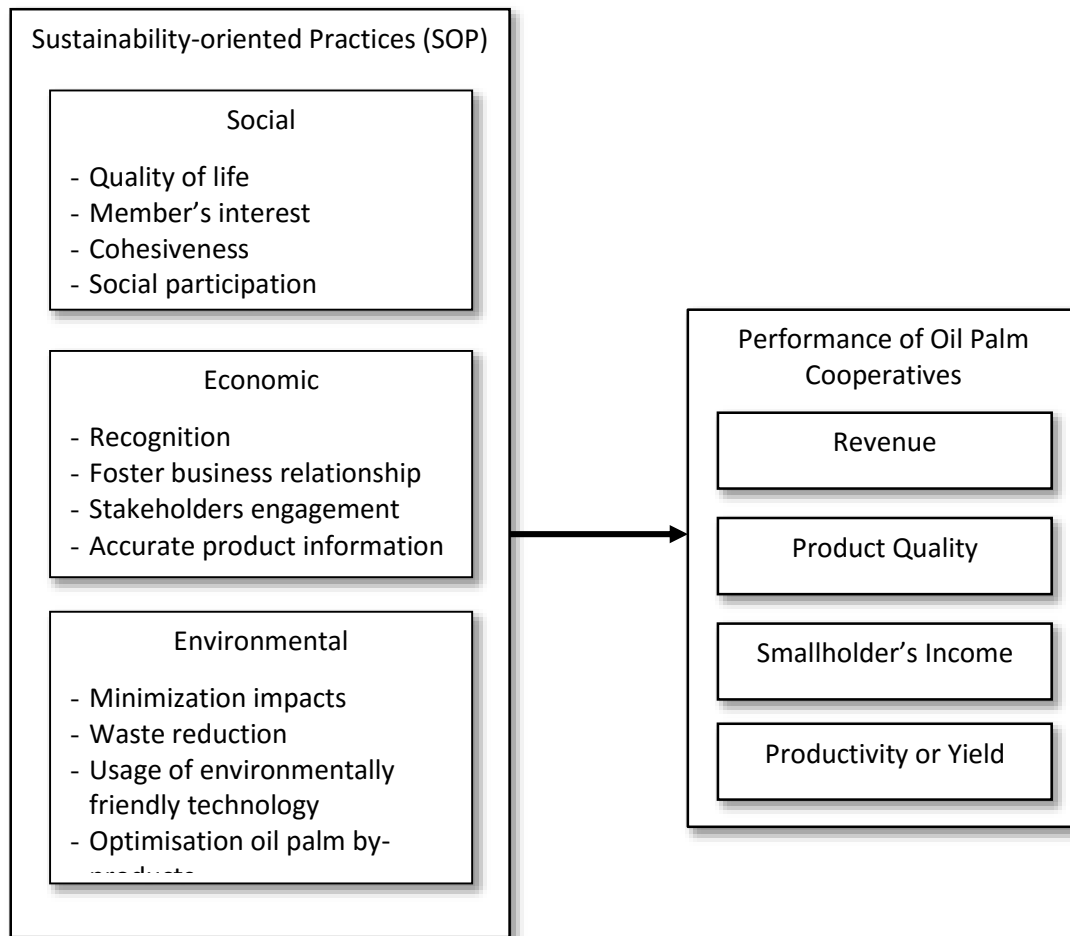 Sustainability-oriented Practices (SOP)
Social
- Quality of life
- Member’s interest
- Cohesiveness
- Social participation
Economic
- Recognition
- Foster business relationship
- Stakeholders engagement
- Accurate product information
Environmental
- Minimization impacts
- Waste reduction
- Usage of environmentally
friendly technology
- Optimisation oil palm by-
Performance of Oil Palm
Cooperatives
Revenue
Product Quality
Smallholder’s Income
Productivity or Yield